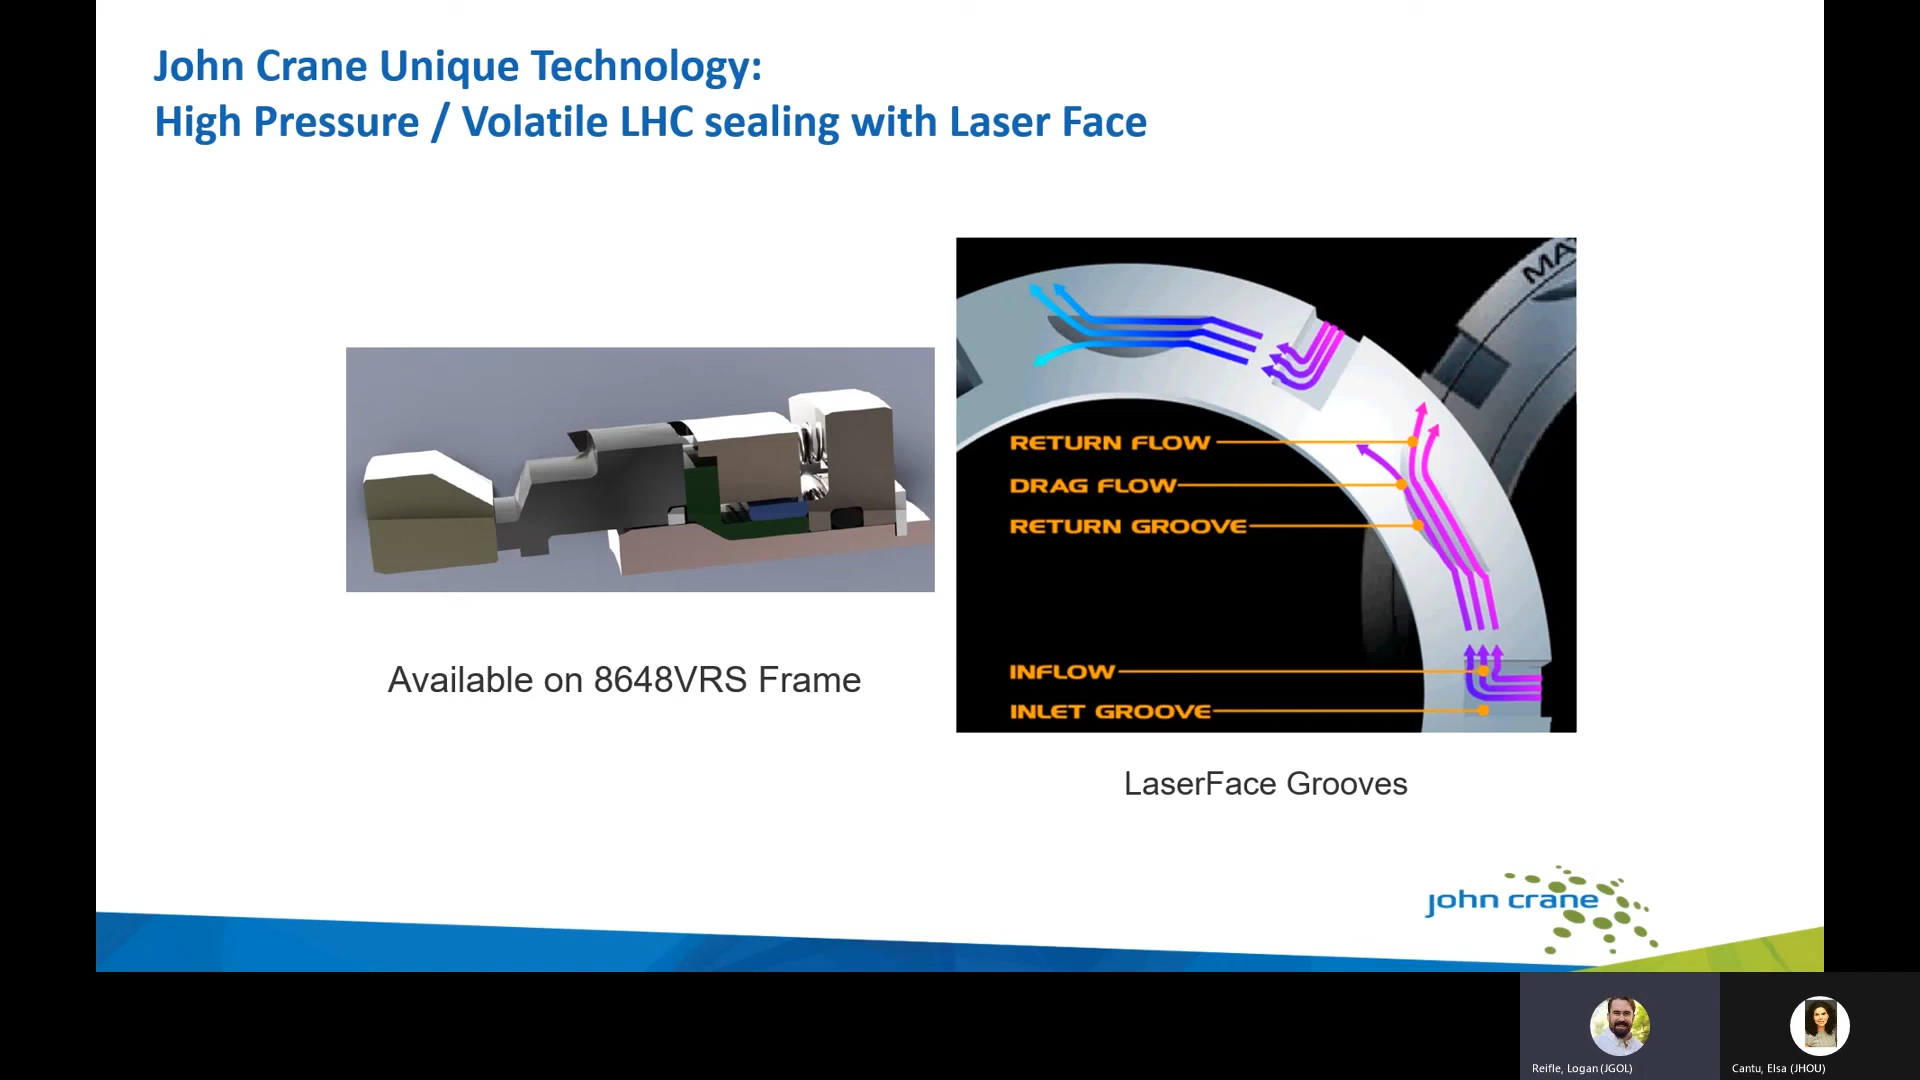 John Crane Unique Technology:
High Pressure / Volatile LHC sealing with Laser Face
MA
RETURN FLOW
DRAG FLOW
RETURN GROOVE
INFLOW
INLET GROOVE
Available on 8648VRS Frame
LaserFace Grooves
john crane
Reifle, Logan (JGOL)
Cantu, Elsa (JHOU)